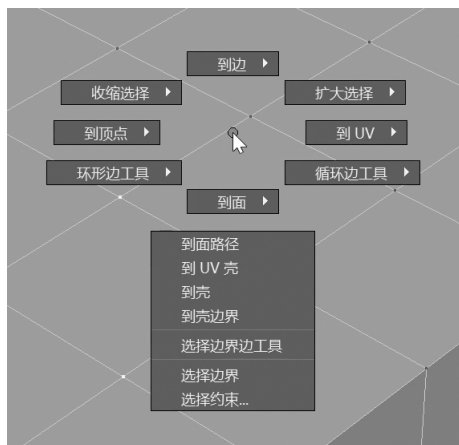 到边
收缩选择
扩大选择
到顶点
到 UV
环形边工具
循环边工具
到面
到面路径
到 UV 壳
到壳
到壳边界
选择边界边工具
选择边界
选择约束...